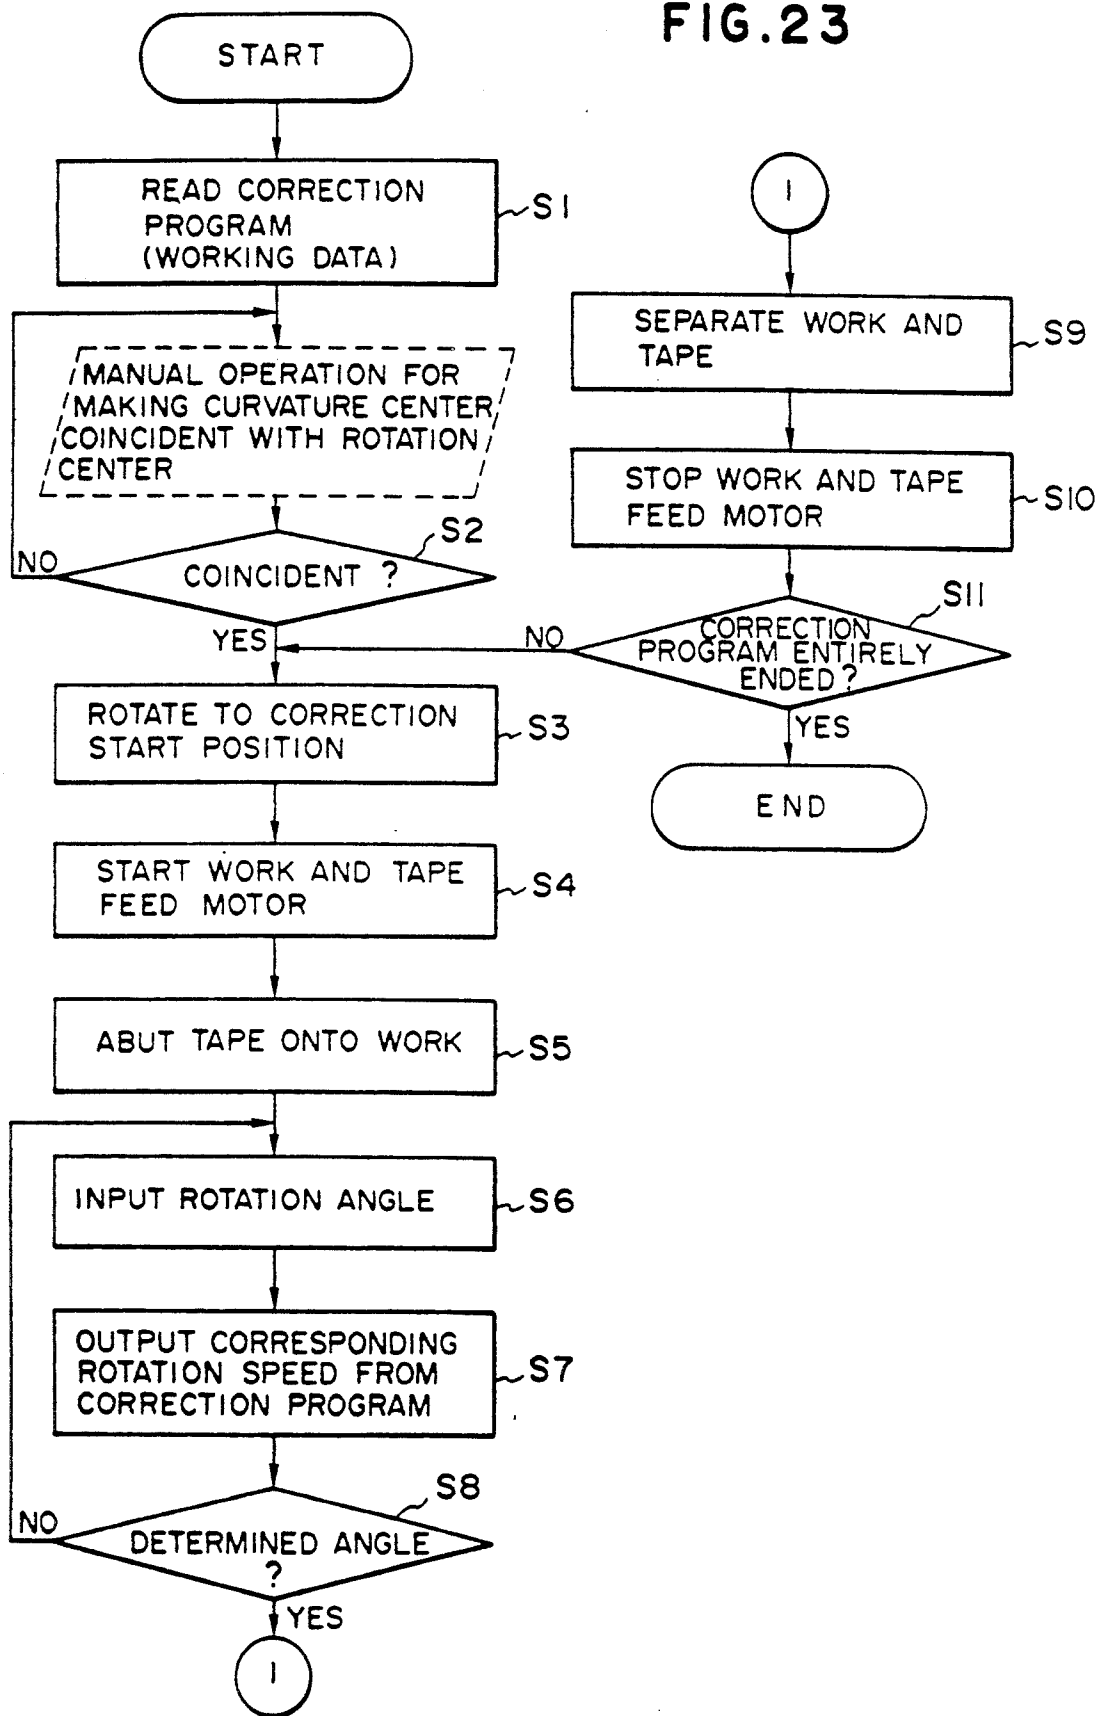 FIG.23
START
READ CORRECTION
PROGRAM
(WORKING DATA)
S1
MANUAL OPERATION FOR
MAKING CURVATURE CENTER
COINCIDENT WITH ROTATION
CENTER
S2
COINCIDENT ?
NO
YES
ROTATE TO CORRECTION
START POSITION
S3
START WORK AND TAPE
FEED MOTOR
S4
ABUT TAPE ONTO WORK
S5
INPUT ROTATION ANGLE
S6
OUTPUT CORRESPONDING
ROTATION SPEED FROM
CORRECTION PROGRAM
S7
S8
DETERMINED ANGLE
?
NO
YES
1
1
SEPARATE WORK AND
TAPE
S9
STOP WORK AND TAPE
FEED MOTOR
S10
S11
CORRECTION
PROGRAM ENTIRELY
ENDED ?
NO
YES
END